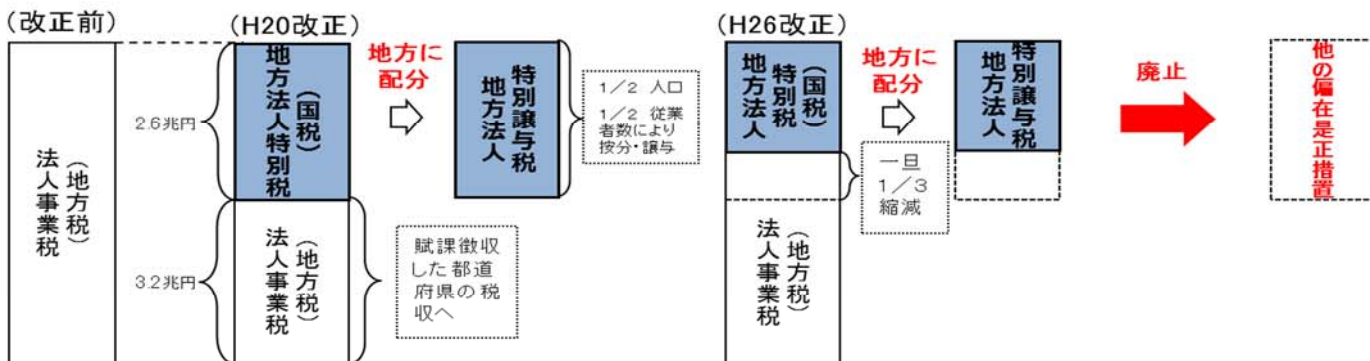 (改正前)
法人事業税
(地方税)
2.6兆円
3.2兆円
(H20改正)
地方法人特別税
(国税)
法人事業税
(地方税)
地方に
配分
地方法人
特別譲与税
1/2 人口
1/2 従業
者数により
按分・譲与
賦課徴収
した都道
府県の税
収へ
(H26改正)
地方法人
特別税
(国税)
法人事業税
(地方税)
地方に
配分
一旦
1/3
縮減
地方法人
特別譲与税
廃止
他の偏在是正措置